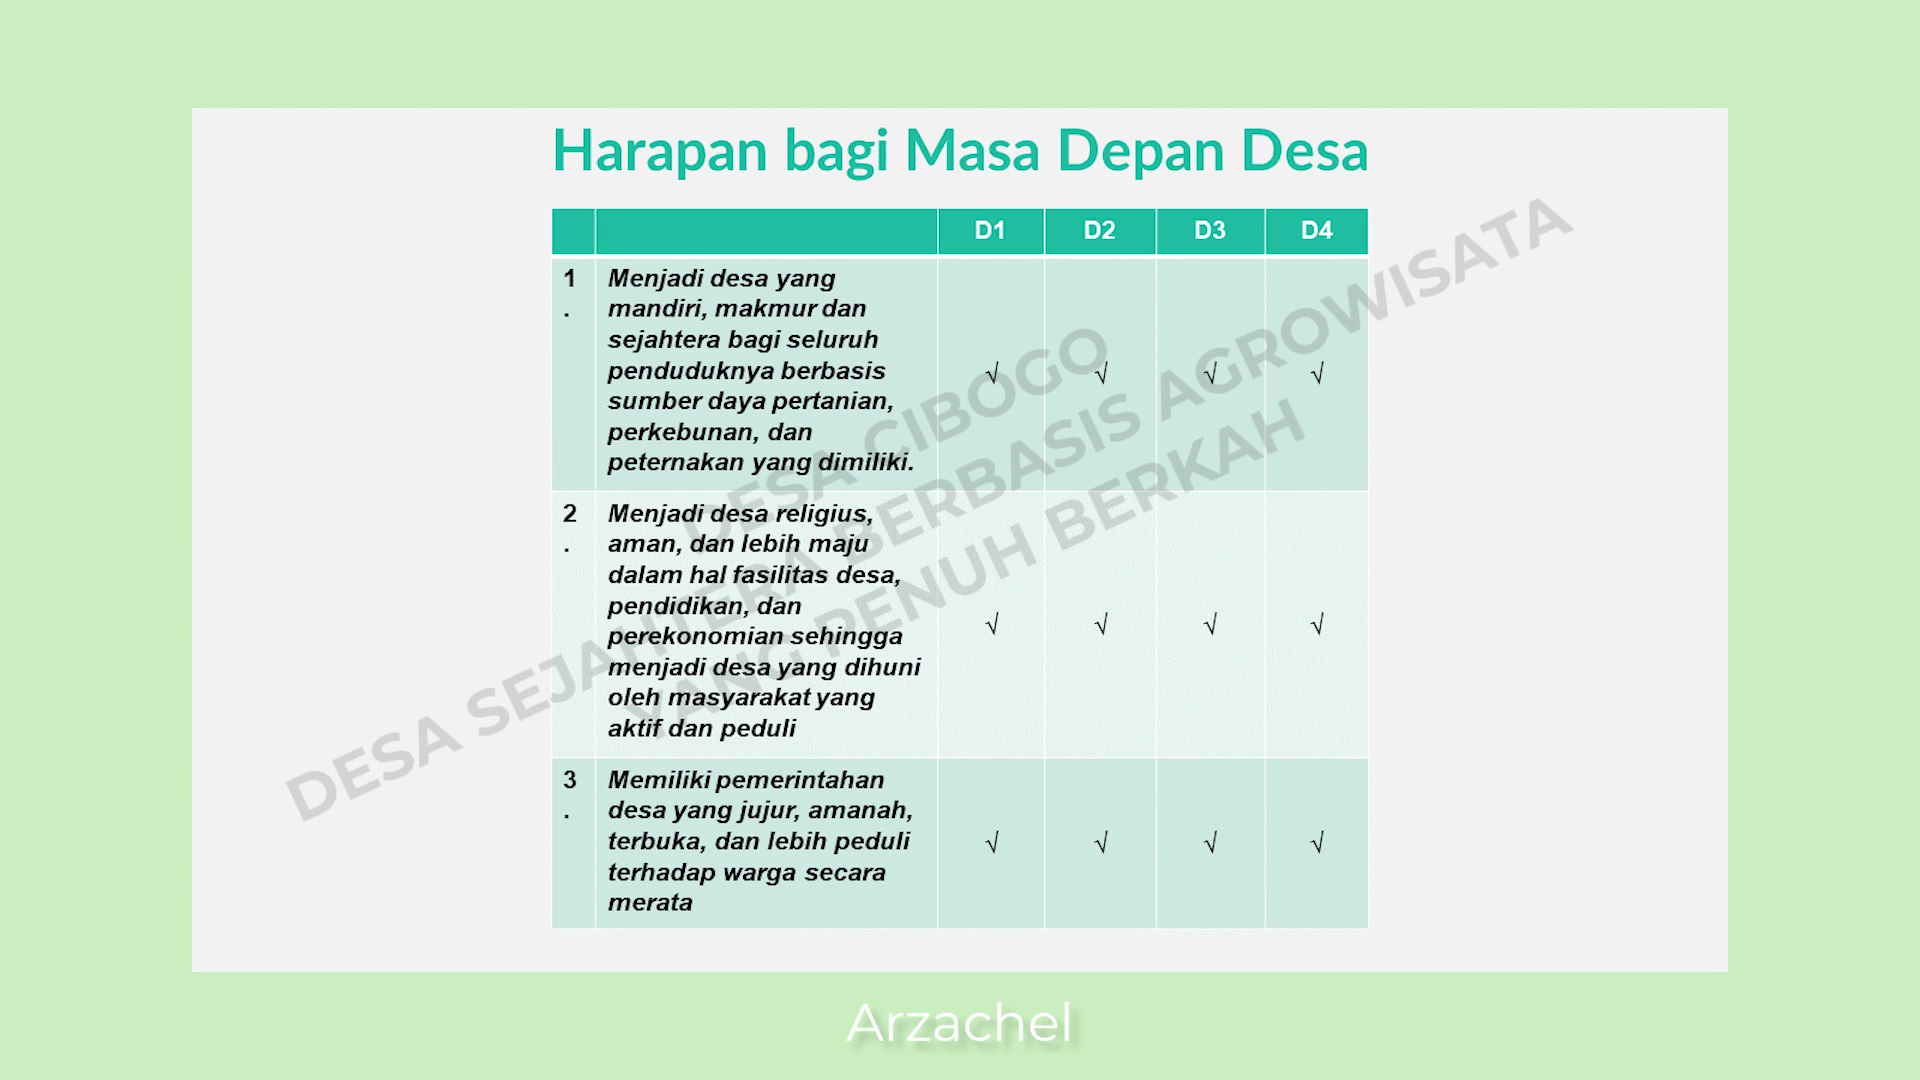 Harapan bagi Masa Depan Desa
D1 D2 D3 D4
1
.
Menjadi desa yang
mandiri, makmur dan
sejahtera bagi seluruh
penduduknya berbasis
sumber daya pertanian,
perkebunan, dan
peternakan yang dimiliki.
√ √ √ √
2
.
Menjadi desa religius,
aman, dan lebih maju
dalam hal fasilitas desa,
pendidikan, dan
perekonomian sehingga
menjadi desa yang dihuni
oleh masyarakat yang
aktif dan peduli
√ √ √ √
3
.
Memiliki pemerintahan
desa yang jujur, amanah,
terbuka, dan lebih peduli
terhadap warga secara
merata
√ √ √ √
DESA CIBOGO
DESA SEJAHTERA BERBASIS AGROWISATA
YANG PENUH BERKAH
Arzachel